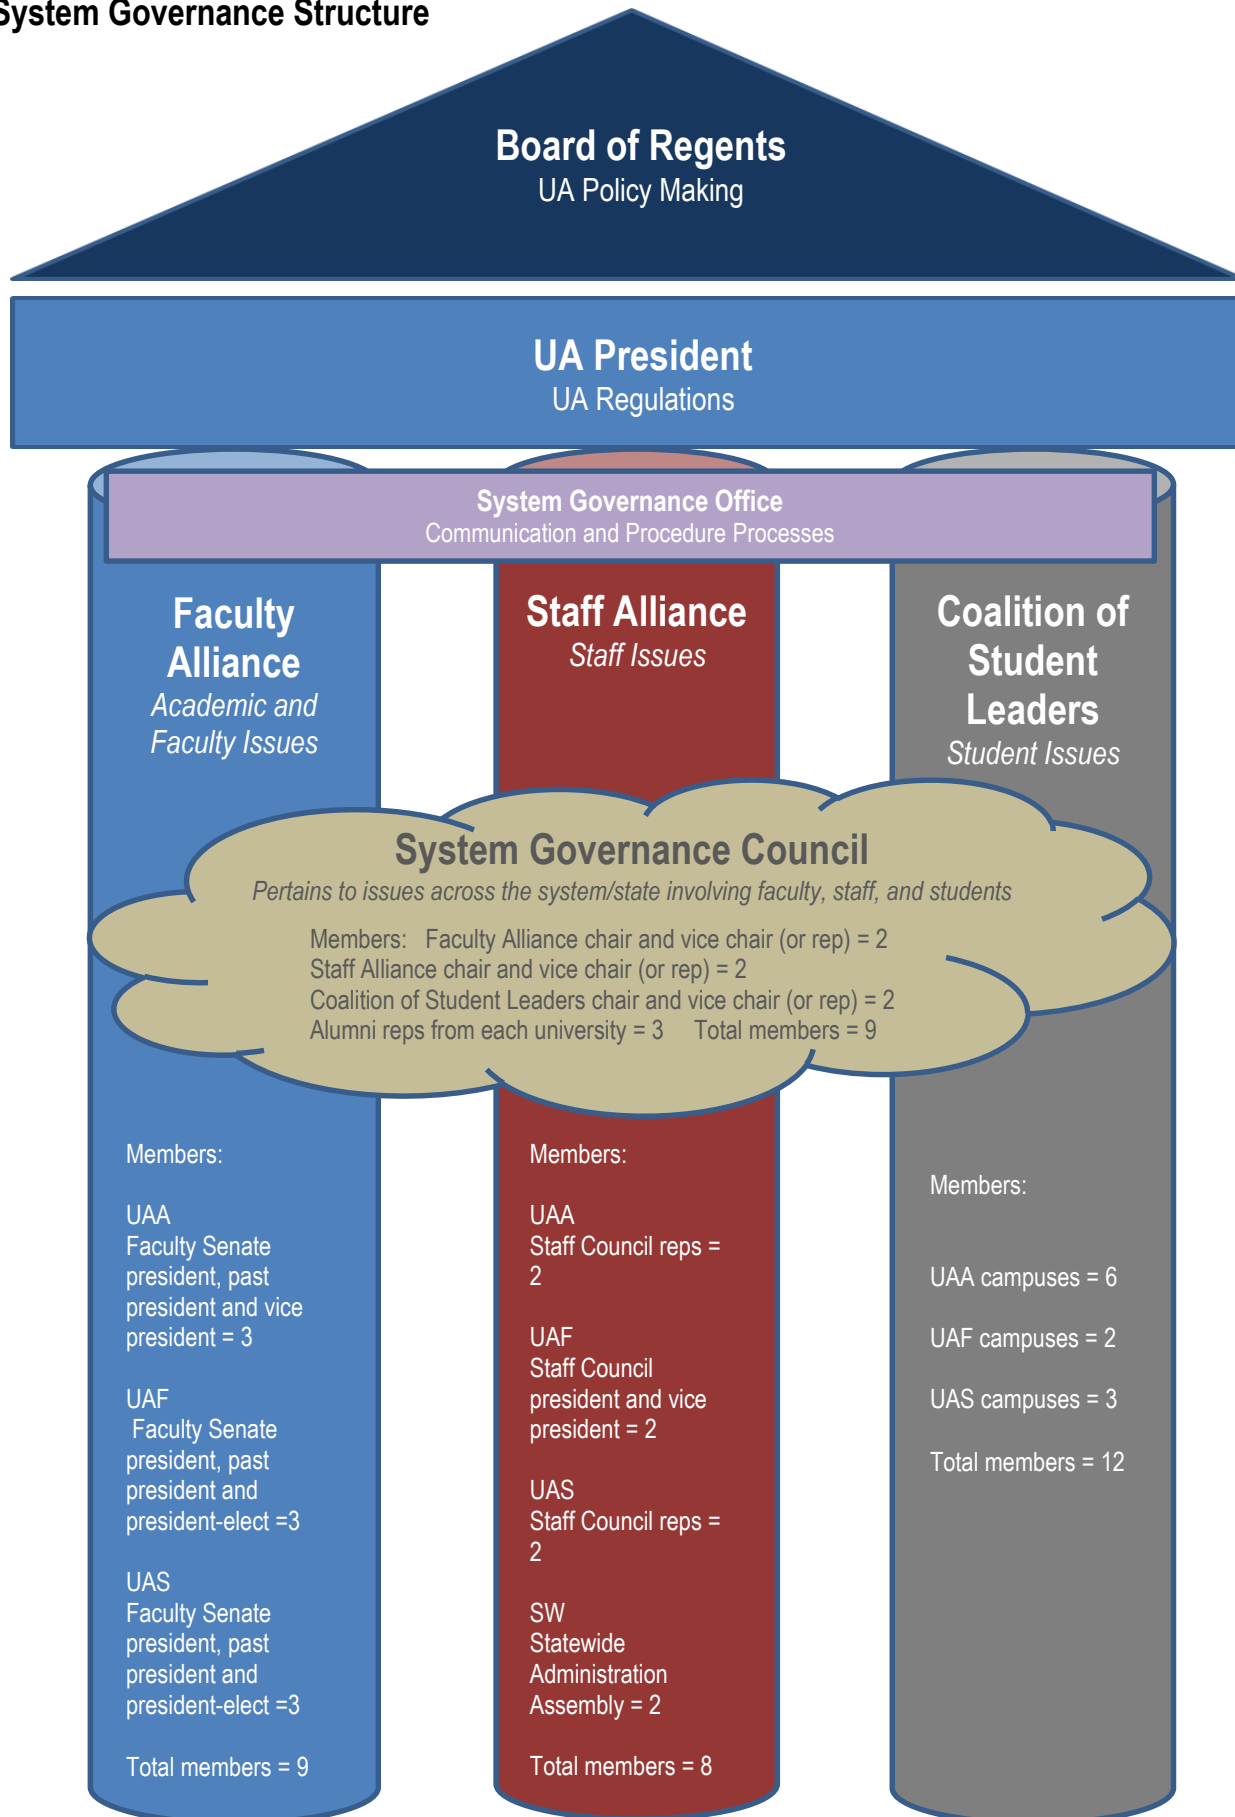 System Governance Structure
Board of Regents
UA Policy Making
UA President
UA Regulations
System Governance Office
Communication and Procedure Processes
Faculty
Alliance
Academic and
Faculty Issues
Staff Alliance
Staff Issues
Coalition of
Student
Leaders
Student Issues
System Governance Council
Pertains to issues across the system/state involving faculty, staff, and students
Members: Faculty Alliance chair and vice chair (or rep) = 2
Staff Alliance chair and vice chair (or rep) = 2
Coalition of Student Leaders chair and vice chair (or rep) = 2
Alumni reps from each university = 3 Total members = 9
Members:
UAA
Faculty Senate
president, past
president and vice
president = 3
UAF
Faculty Senate
president, past
president and
president-elect =3
UAS
Faculty Senate
president, past
president and
president-elect =3
Total members = 9
Members:
UAA
Staff Council reps =
2
UAF
Staff Council
president and vice
president = 2
UAS
Staff Council reps =
2
SW
Statewide
Administration
Assembly = 2
Total members = 8
Members:
UAA campuses = 6
UAF campuses = 2
UAS campuses = 3
Total members = 12